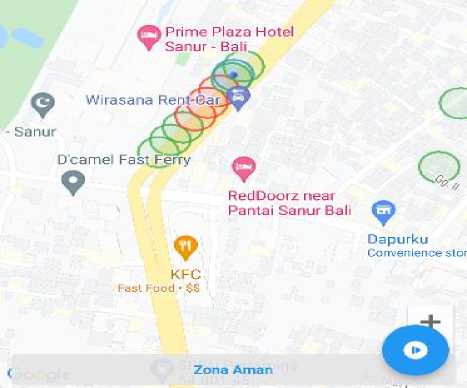 Prime Plaza Hotel
Sanur - Bali
Wirasana Rent Car
- Sanur
D'camel Fast Ferry
Gg. II
RedDoorz near
Pantai Sanur Bali
Dapurku
Convenience stor
KFC
Fast Food • $$
+
Google
Zona Aman